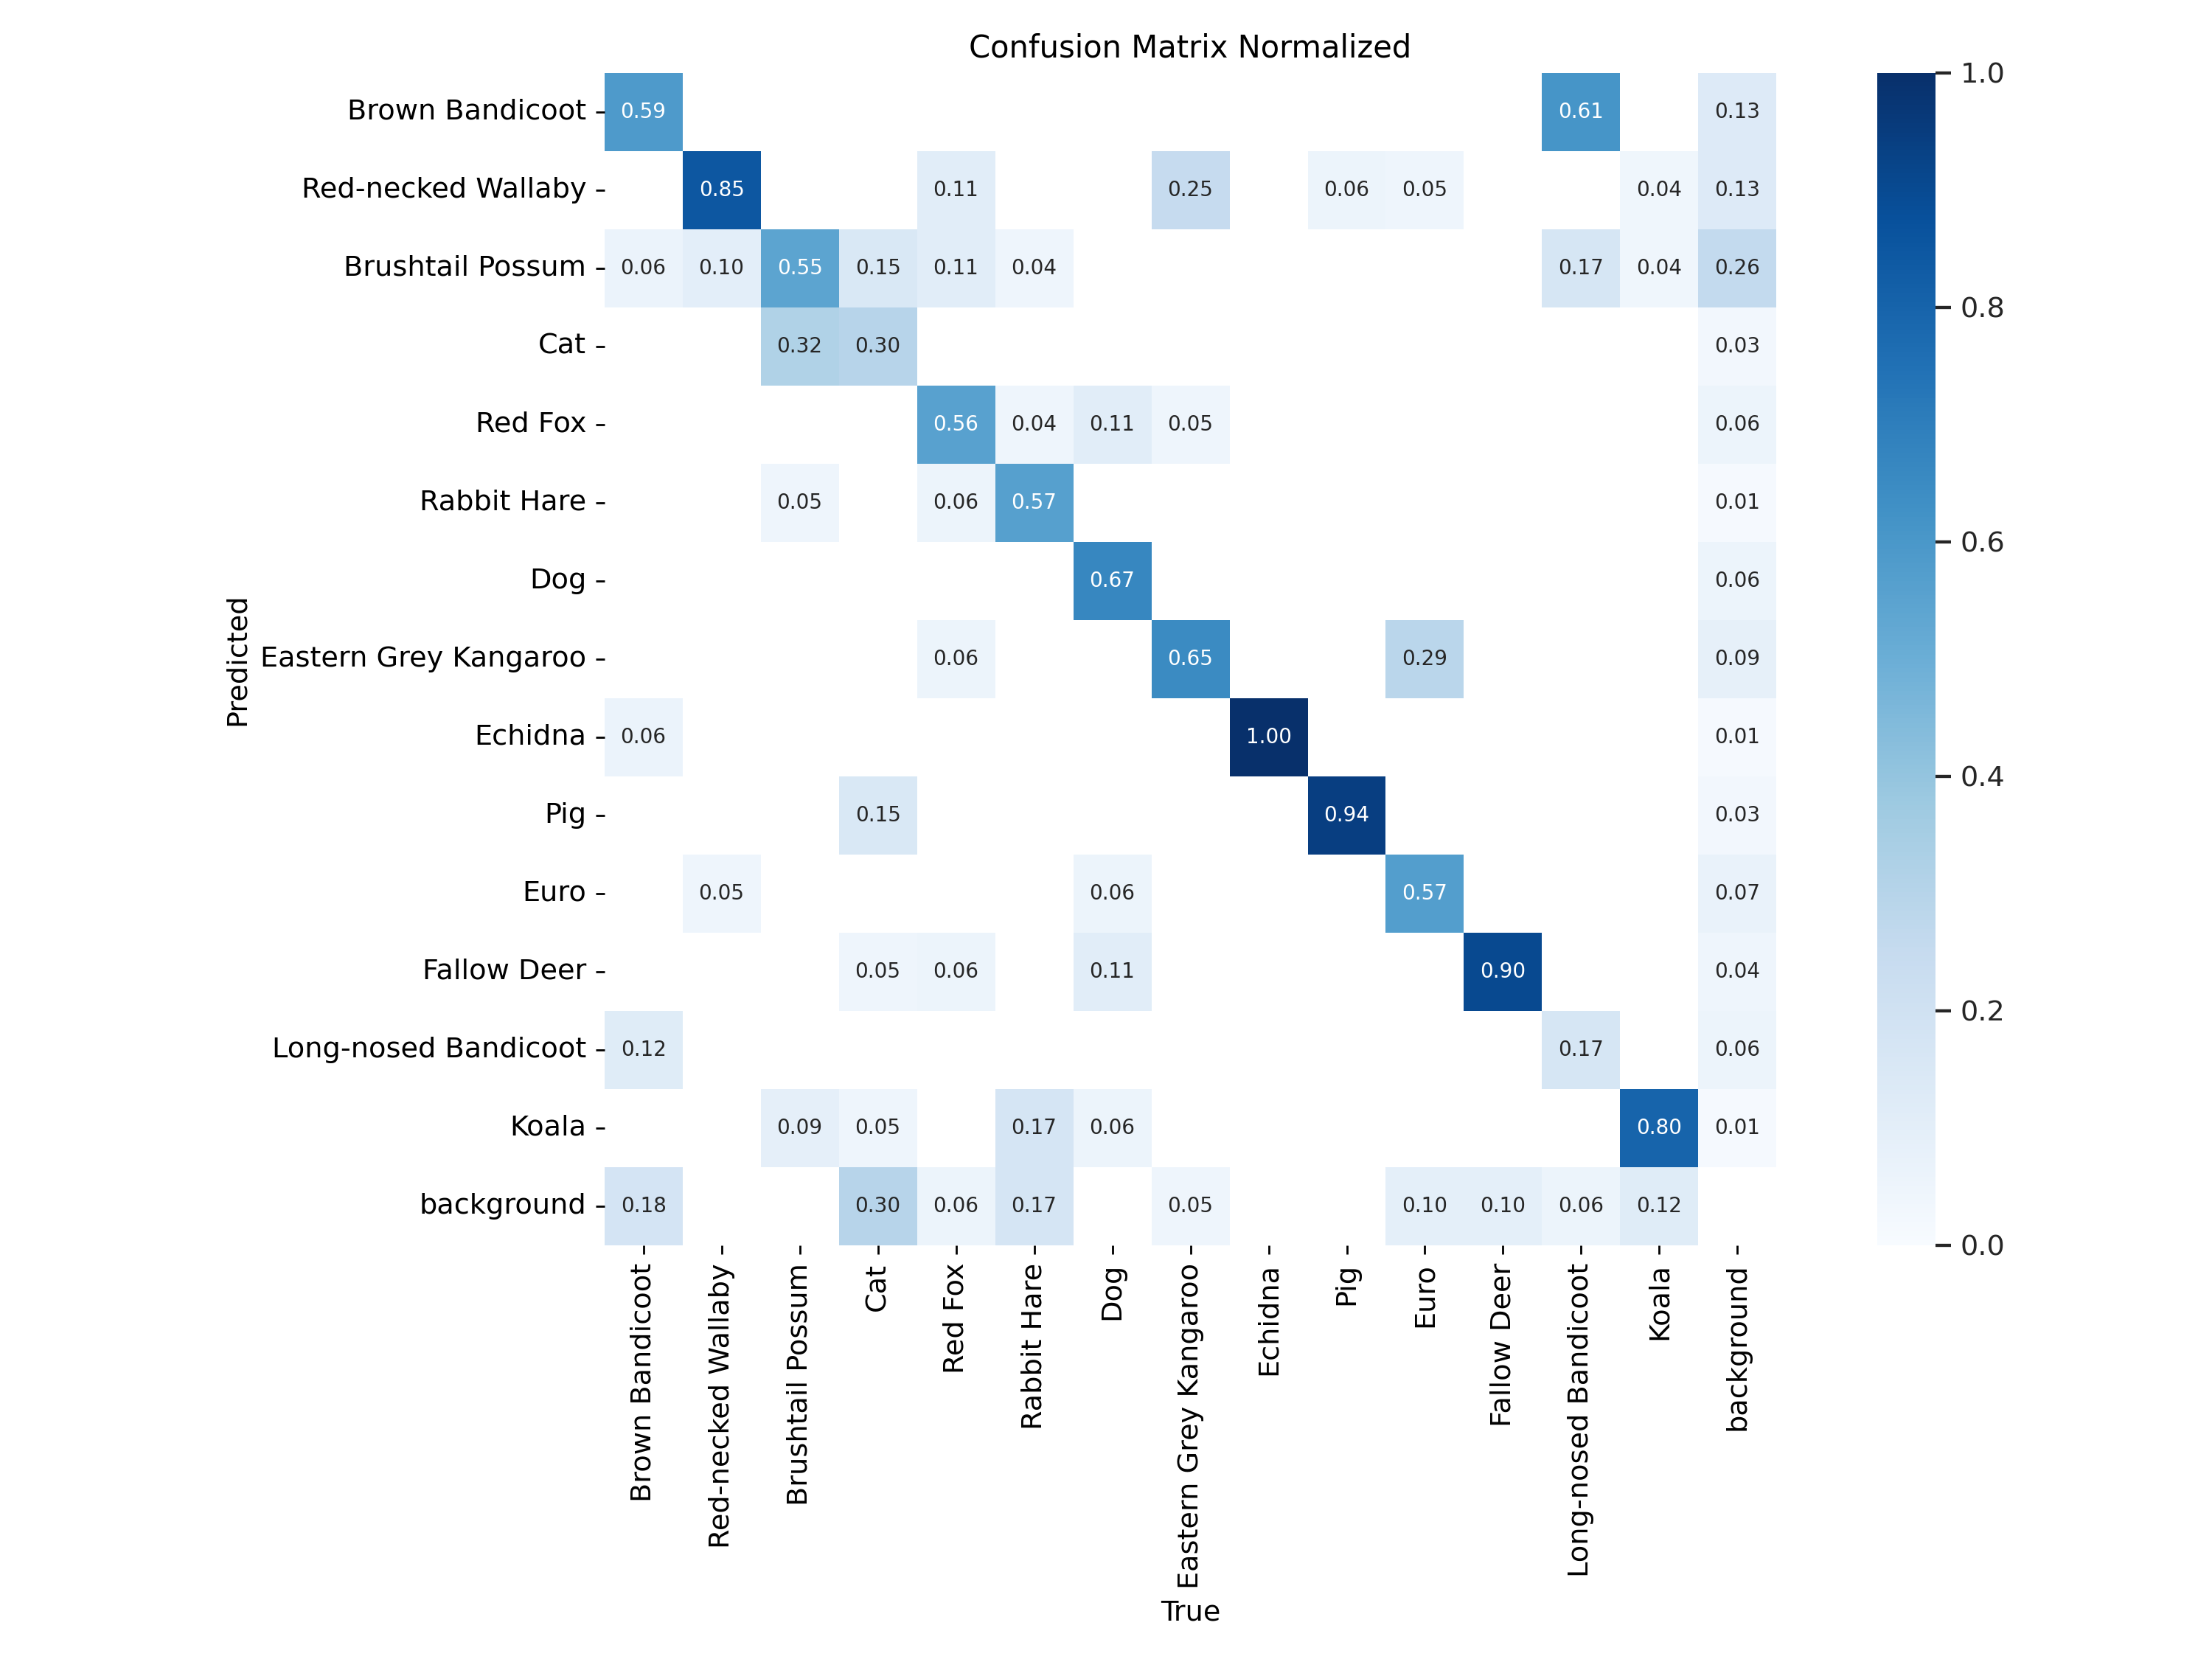 Confusion Matrix Normalized
Brown Bandicoot 0.59 0.61 0.13
Red-necked Wallaby 0.85 0.11 0.25 0.06 0.05 0.04 0.13
Brushtail Possum 0.06 0.10 0.55 0.15 0.11 0.04 0.17 0.04 0.26
Cat 0.32 0.30 0.03
Red Fox 0.56 0.04 0.11 0.05 0.06
Rabbit Hare 0.05 0.06 0.57 0.01
Dog 0.67 0.06
Eastern Grey Kangaroo 0.06 0.65 0.29 0.09
Echidna 0.06 1.00 0.01
Pig 0.15 0.94 0.03
Euro 0.05 0.06 0.57 0.07
Fallow Deer 0.05 0.06 0.11 0.90 0.04
Long-nosed Bandicoot 0.12 0.17 0.06
Koala 0.09 0.05 0.17 0.06 0.80 0.01
background 0.18 0.30 0.06 0.17 0.05 0.10 0.10 0.06 0.12
Predicted
Brown Bandicoot
Red-necked Wallaby
Brushtail Possum
Cat
Red Fox
Rabbit Hare
Dog
Eastern Grey Kangaroo
Echidna
Pig
Euro
Fallow Deer
Long-nosed Bandicoot
Koala
background
True
1.0
0.8
0.6
0.4
0.2
0.0